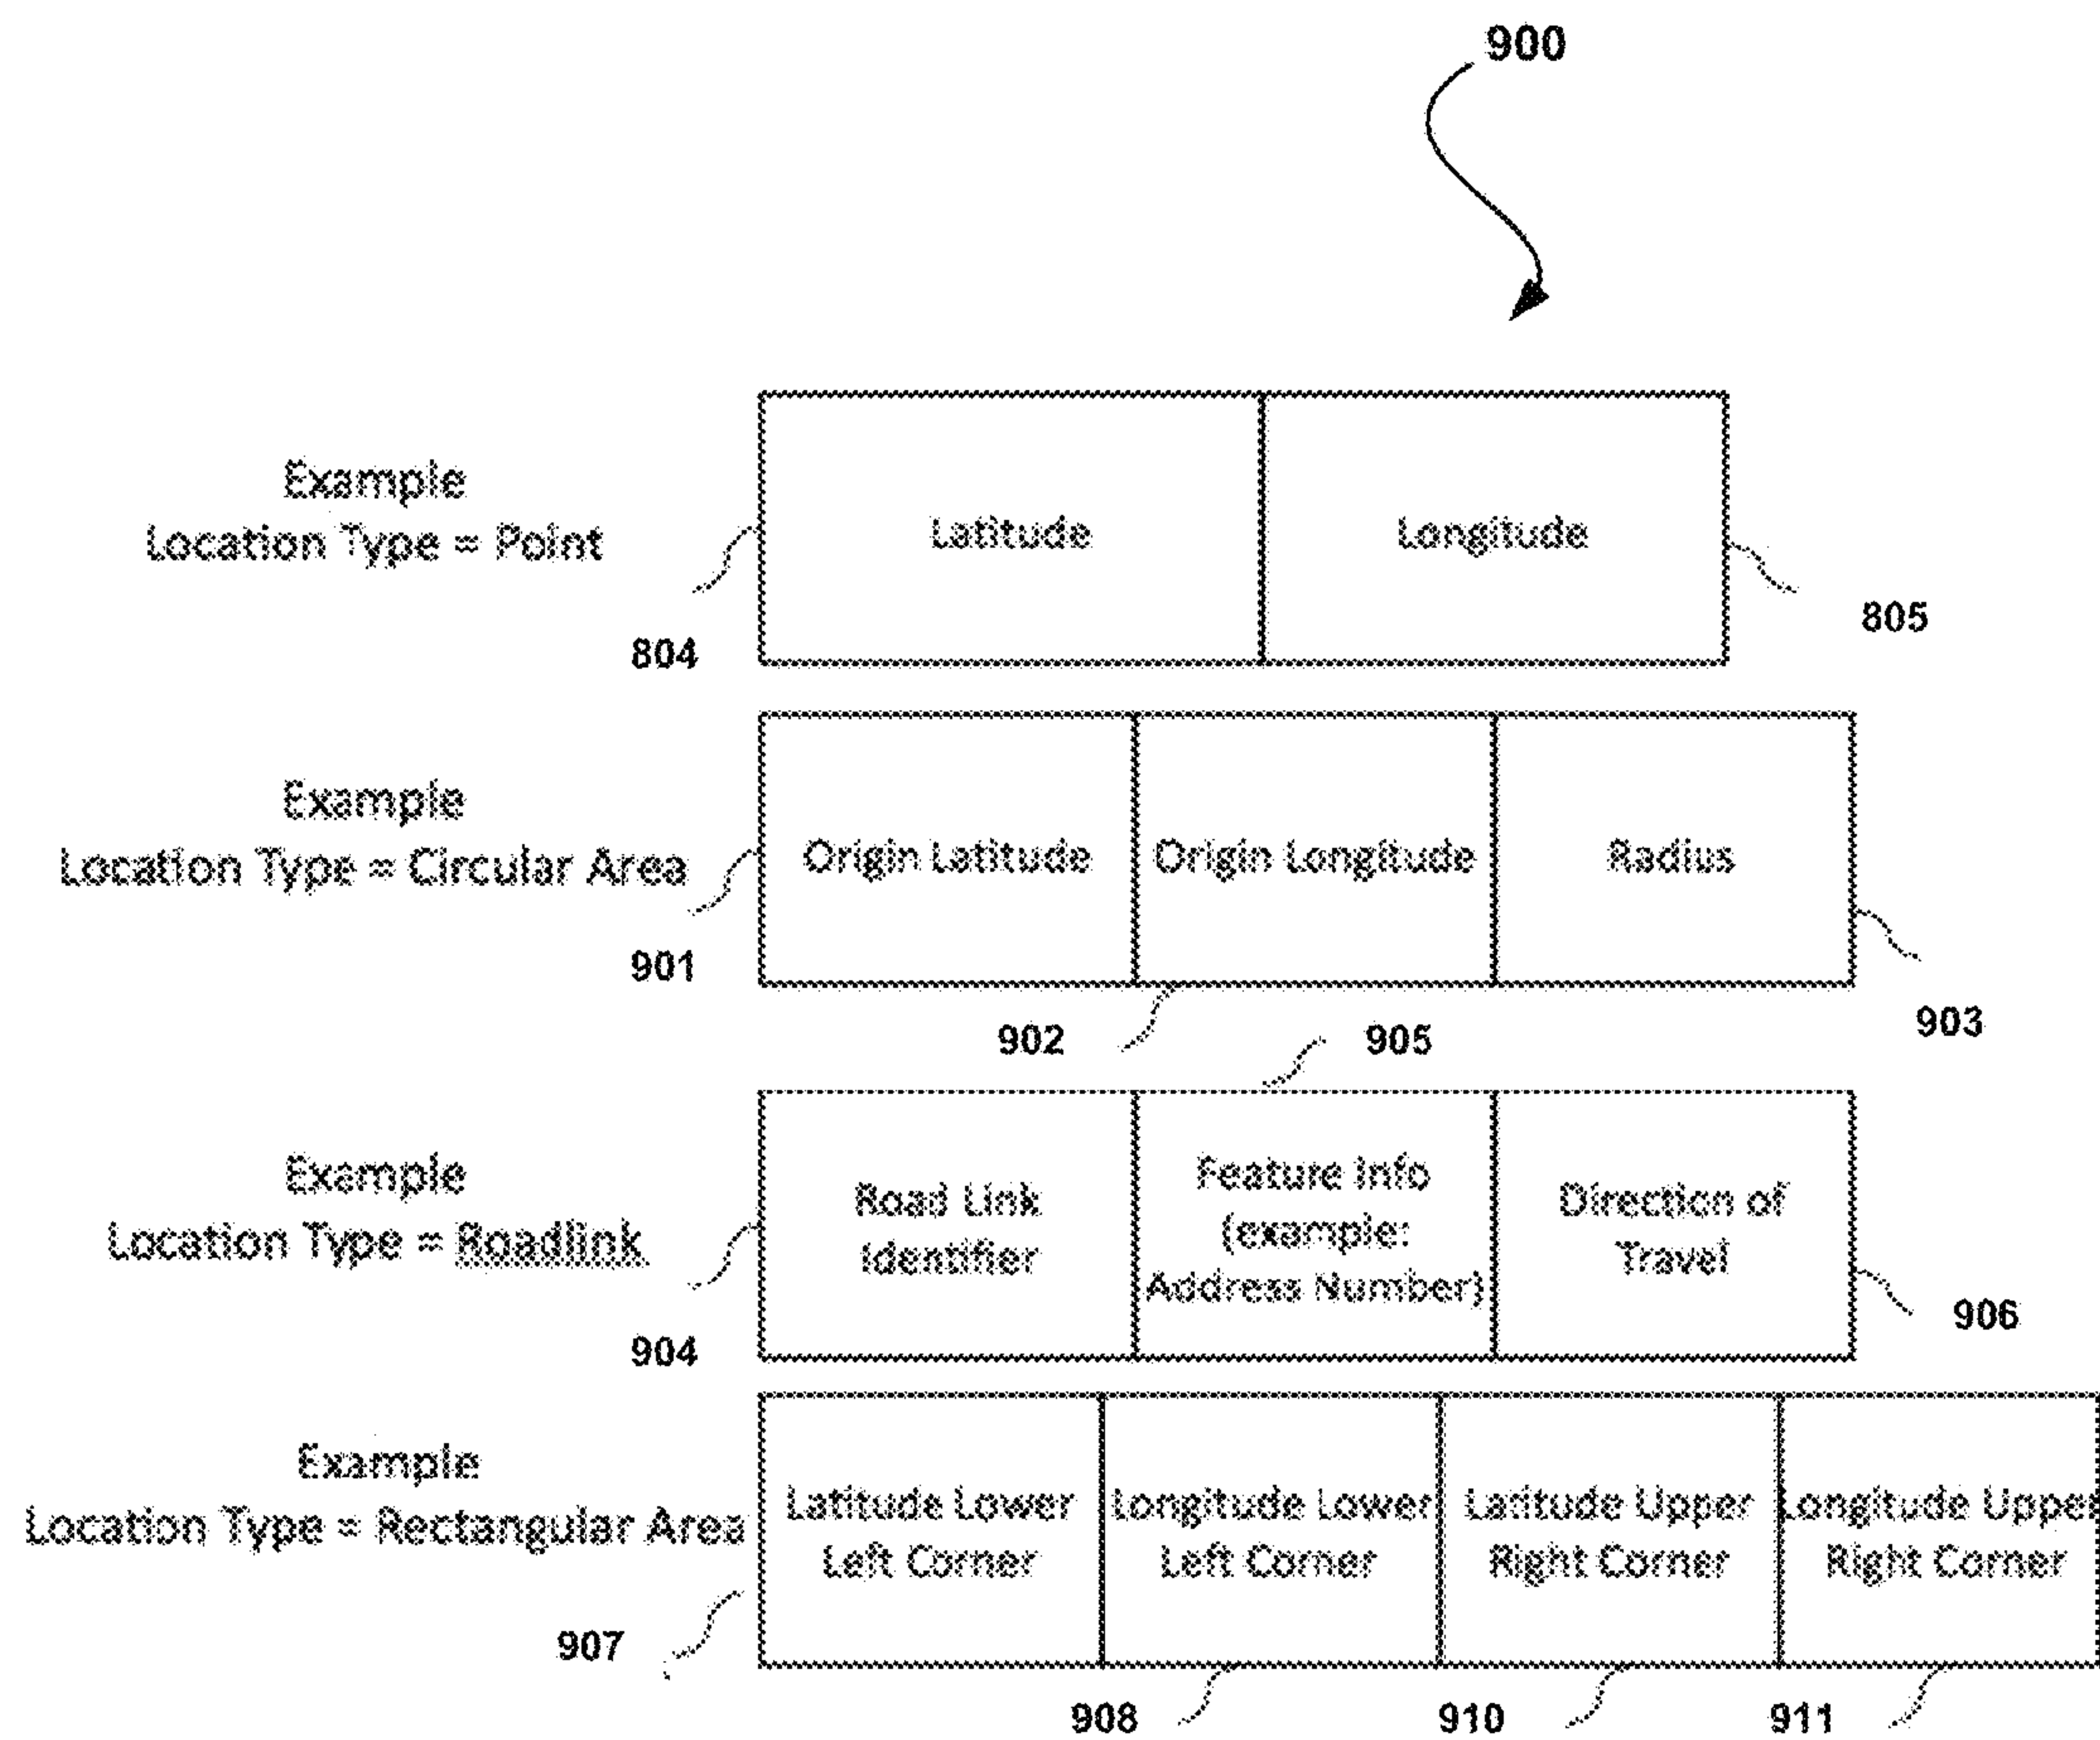 900
Example
Location Type = Point
Latitude
Longitude
804
805
Example
Location Type = Circular Area
Origin Latitude
Origin Longitude
Radius
901
902
903
905
Example
Location Type = Roadlink
Road Link
Identifier
Feature Info
(example:
Address Number)
Direction of
Travel
904
906
Example
Location Type = Rectangular Area
Latitude Lower
Left Corner
Longitude Lower
Left Corner
Latitude Upper
Right Corner
Longitude Upper
Right Corner
907
908
910
911